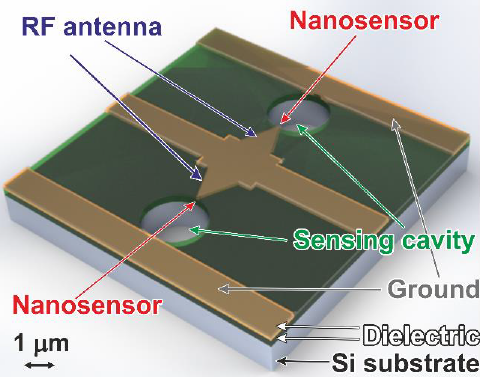 RF antenna
Nanosensor
Sensing cavity
Ground
Nanosensor
Dielectric
1 μm
Si substrate